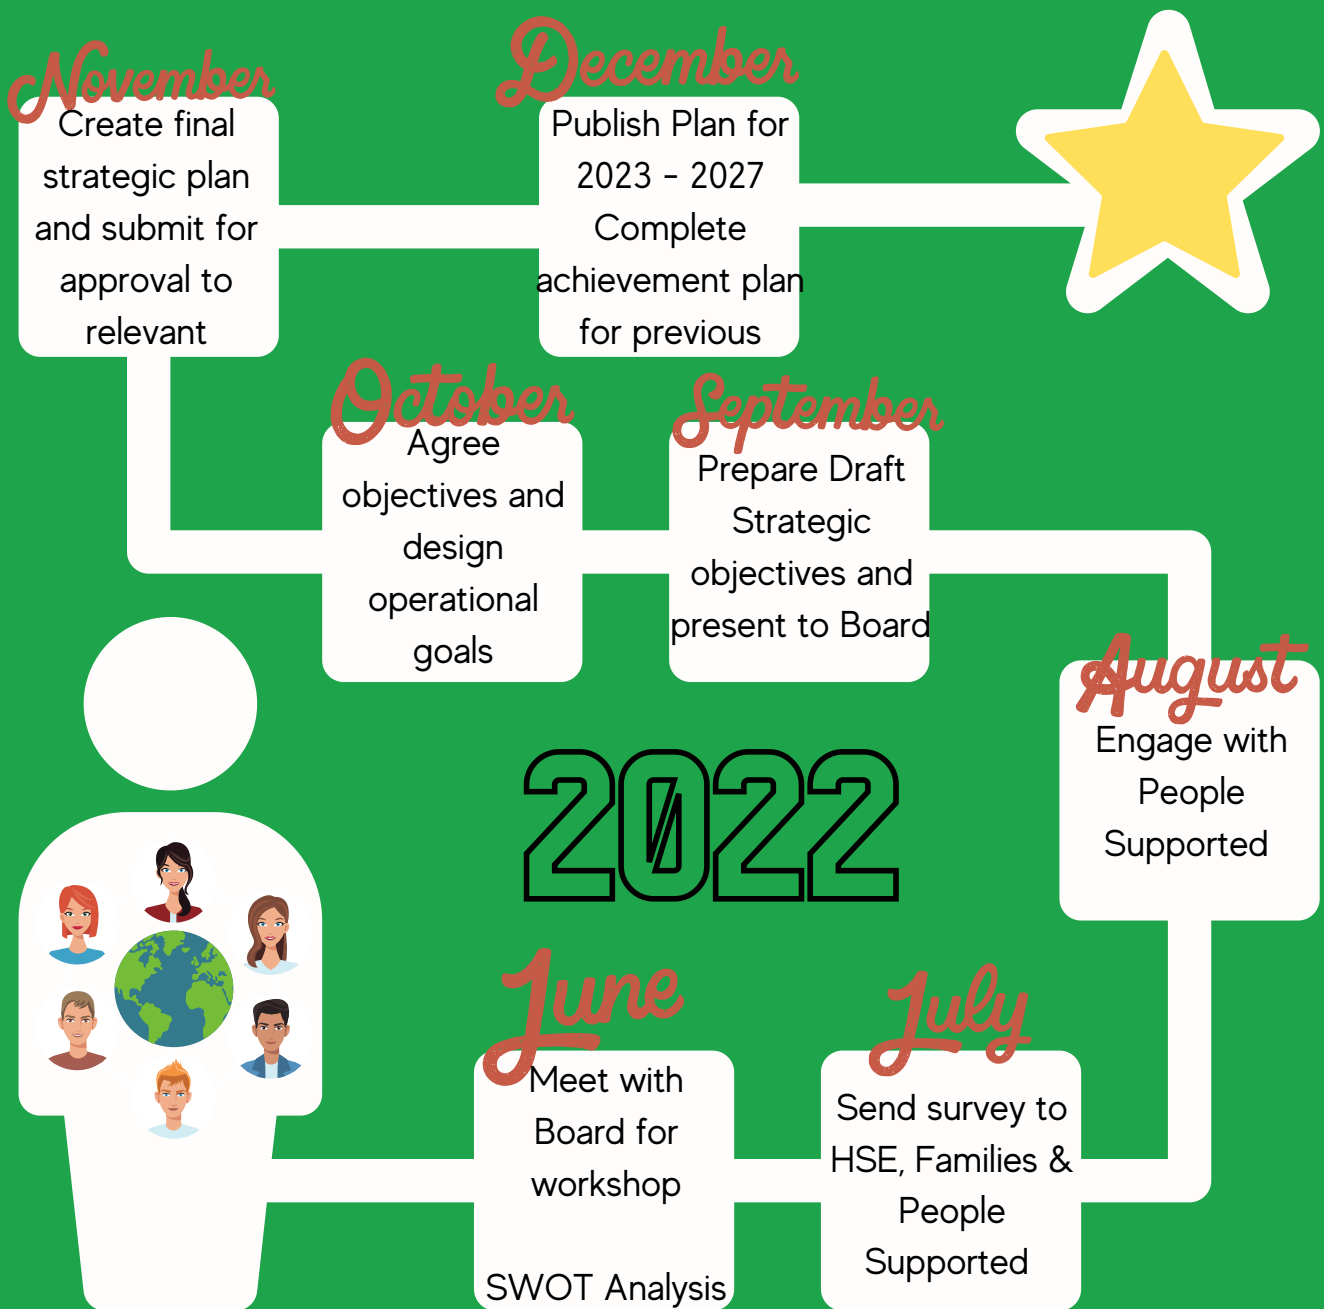 November
Create final
strategic plan
and submit for
approval to
relevant
December
Publish Plan for
2023 - 2027
Complete
achievement plan
for previous
October
Agree
objectives and
design
operational
goals
September
Prepare Draft
Strategic
objectives and
present to Board
August
Engage with
People
Supported
2022
June
Meet with
Board for
workshop
SWOT Analysis
July
Send survey to
HSE, Families &
People
Supported